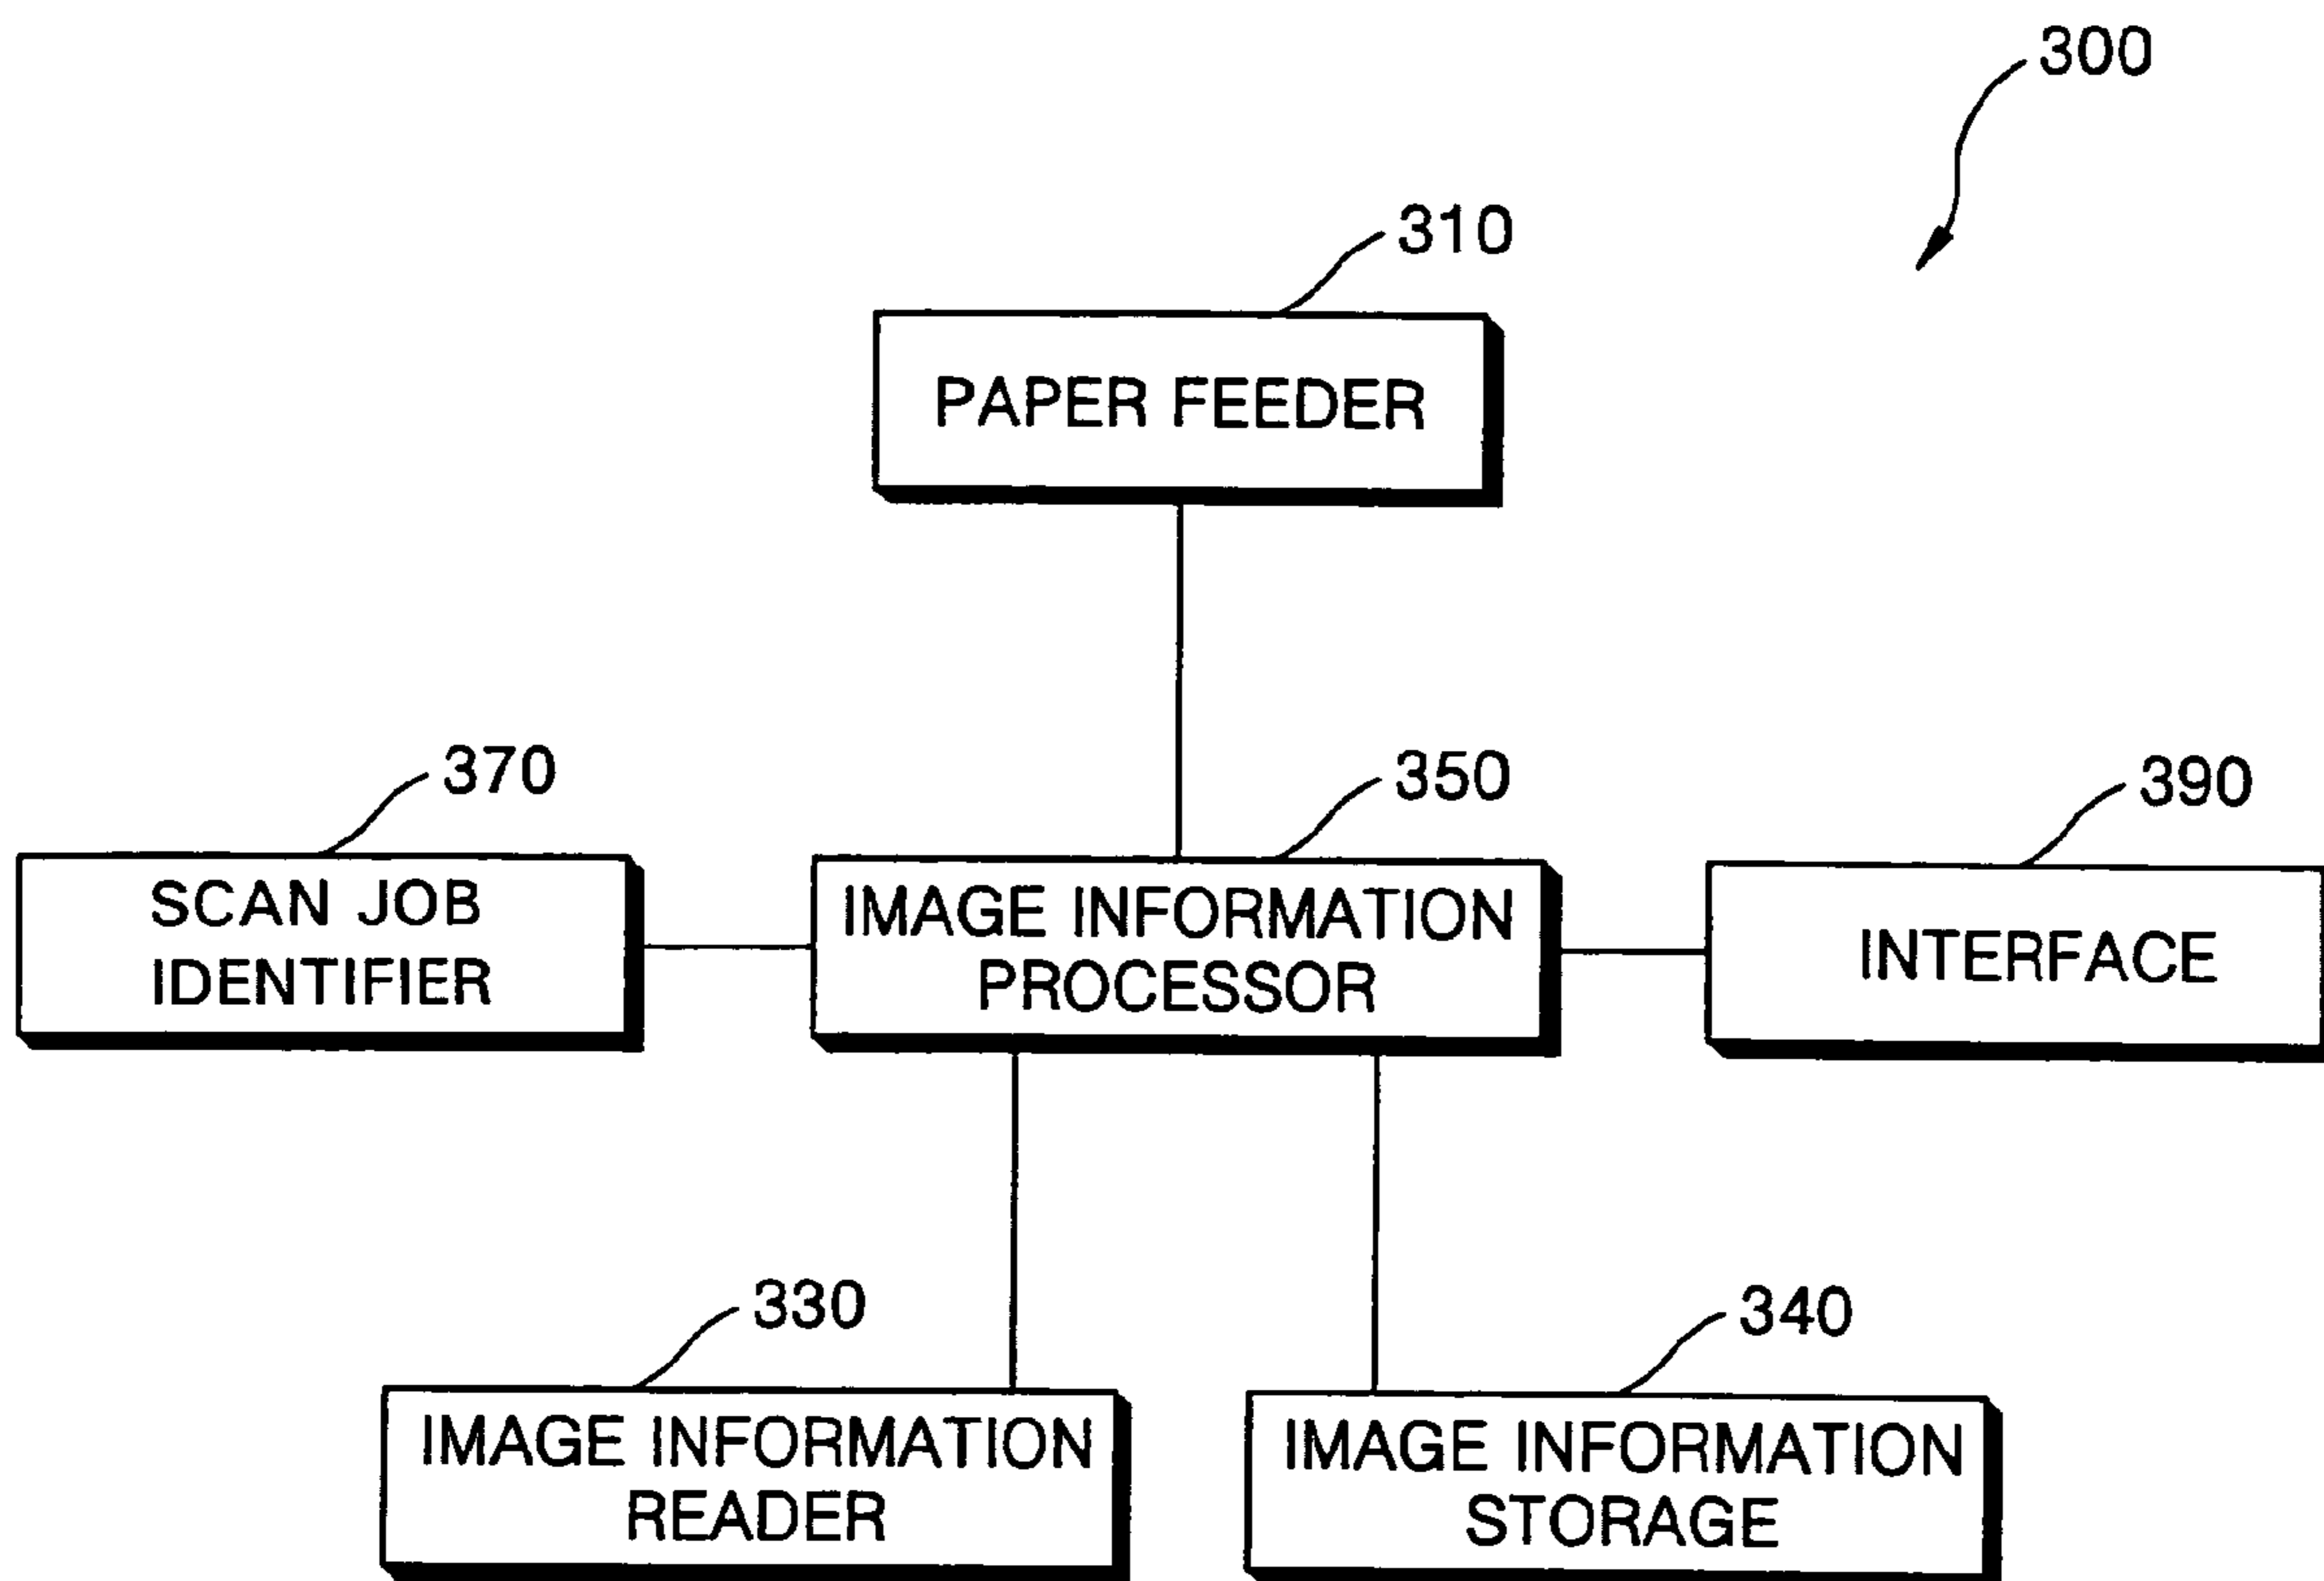 300
310
PAPER FEEDER
370
350
390
SCAN JOB
IDENTIFIER
IMAGE INFORMATION
PROCESSOR
INTERFACE
330
340
IMAGE INFORMATION
READER
IMAGE INFORMATION
STORAGE